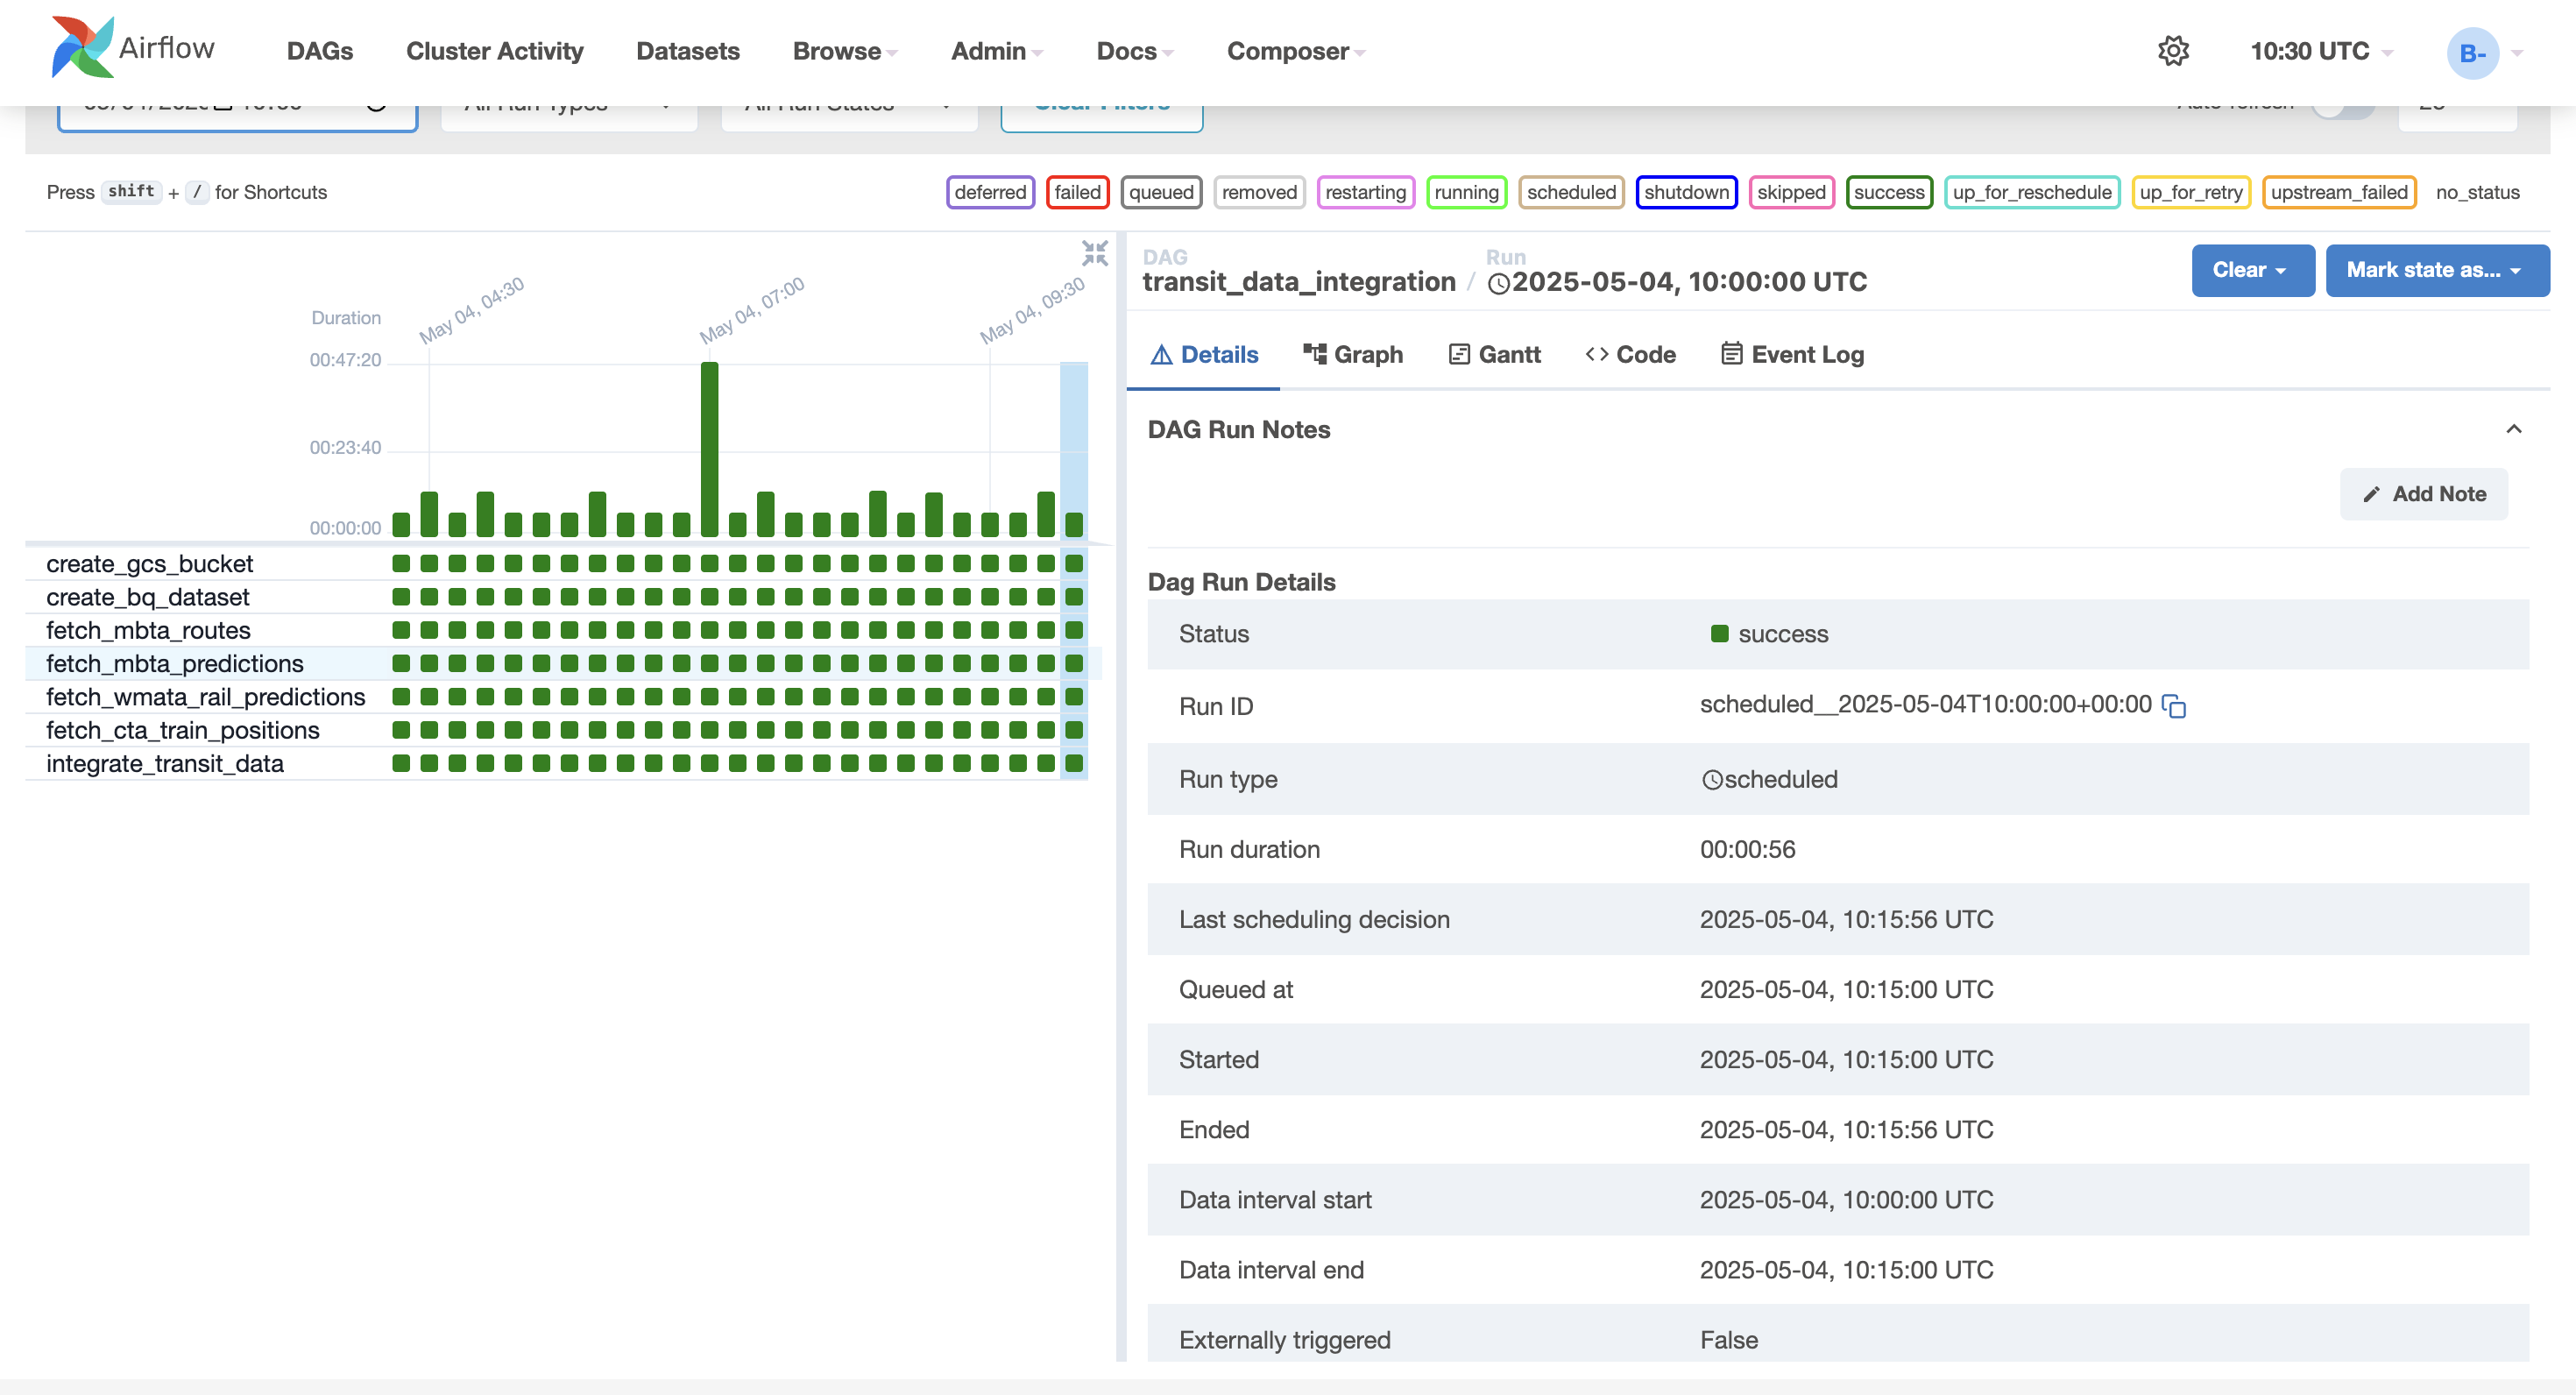 Airflow DAGs Cluster Activity Datasets Browse Admin Docs Composer 10:30 UTC B-
All Run Types All Run States Clear Filters Auto-refresh 25
Press shift + / for Shortcuts
deferred failed queued removed restarting running scheduled shutdown skipped success up_for_reschedule up_for_retry upstream_failed no_status
Duration
May 04, 04:30
May 04, 07:00
May 04, 09:30
00:47:20
00:23:40
00:00:00
create_gcs_bucket
create_bq_dataset
fetch_mbta_routes
fetch_mbta_predictions
fetch_wmata_rail_predictions
fetch_cta_train_positions
integrate_transit_data
DAG Run
transit_data_integration / 2025-05-04, 10:00:00 UTC
Clear Mark state as...
Details Graph Gantt Code Event Log
DAG Run Notes
Add Note
Dag Run Details
Status success
Run ID scheduled__2025-05-04T10:00:00+00:00
Run type scheduled
Run duration 00:00:56
Last scheduling decision 2025-05-04, 10:15:56 UTC
Queued at 2025-05-04, 10:15:00 UTC
Started 2025-05-04, 10:15:00 UTC
Ended 2025-05-04, 10:15:56 UTC
Data interval start 2025-05-04, 10:00:00 UTC
Data interval end 2025-05-04, 10:15:00 UTC
Externally triggered False